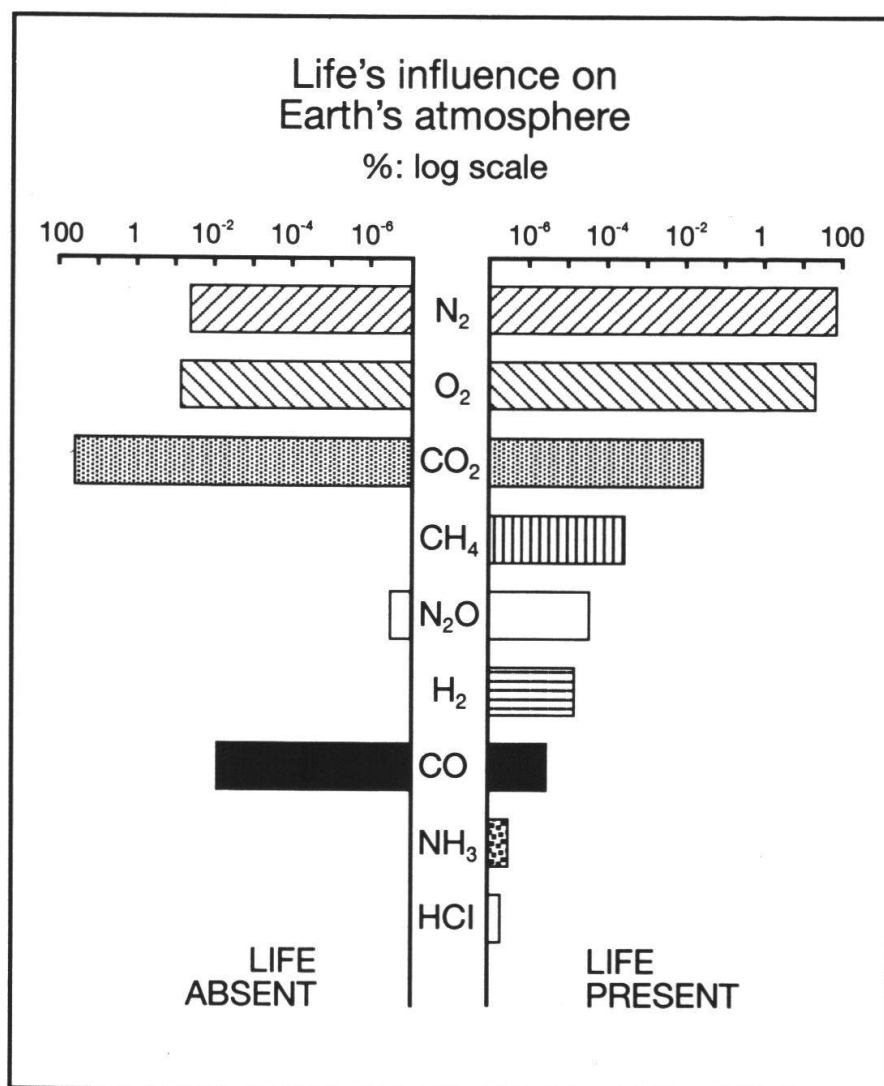 Life's influence on
Earth's atmosphere
%: log scale
100 1 10⁻² 10⁻⁴ 10⁻⁶ 10⁻⁶ 10⁻⁴ 10⁻² 1 100
N₂
O₂
CO₂
CH₄
N₂O
H₂
CO
NH₃
HCl
LIFE LIFE
ABSENT PRESENT